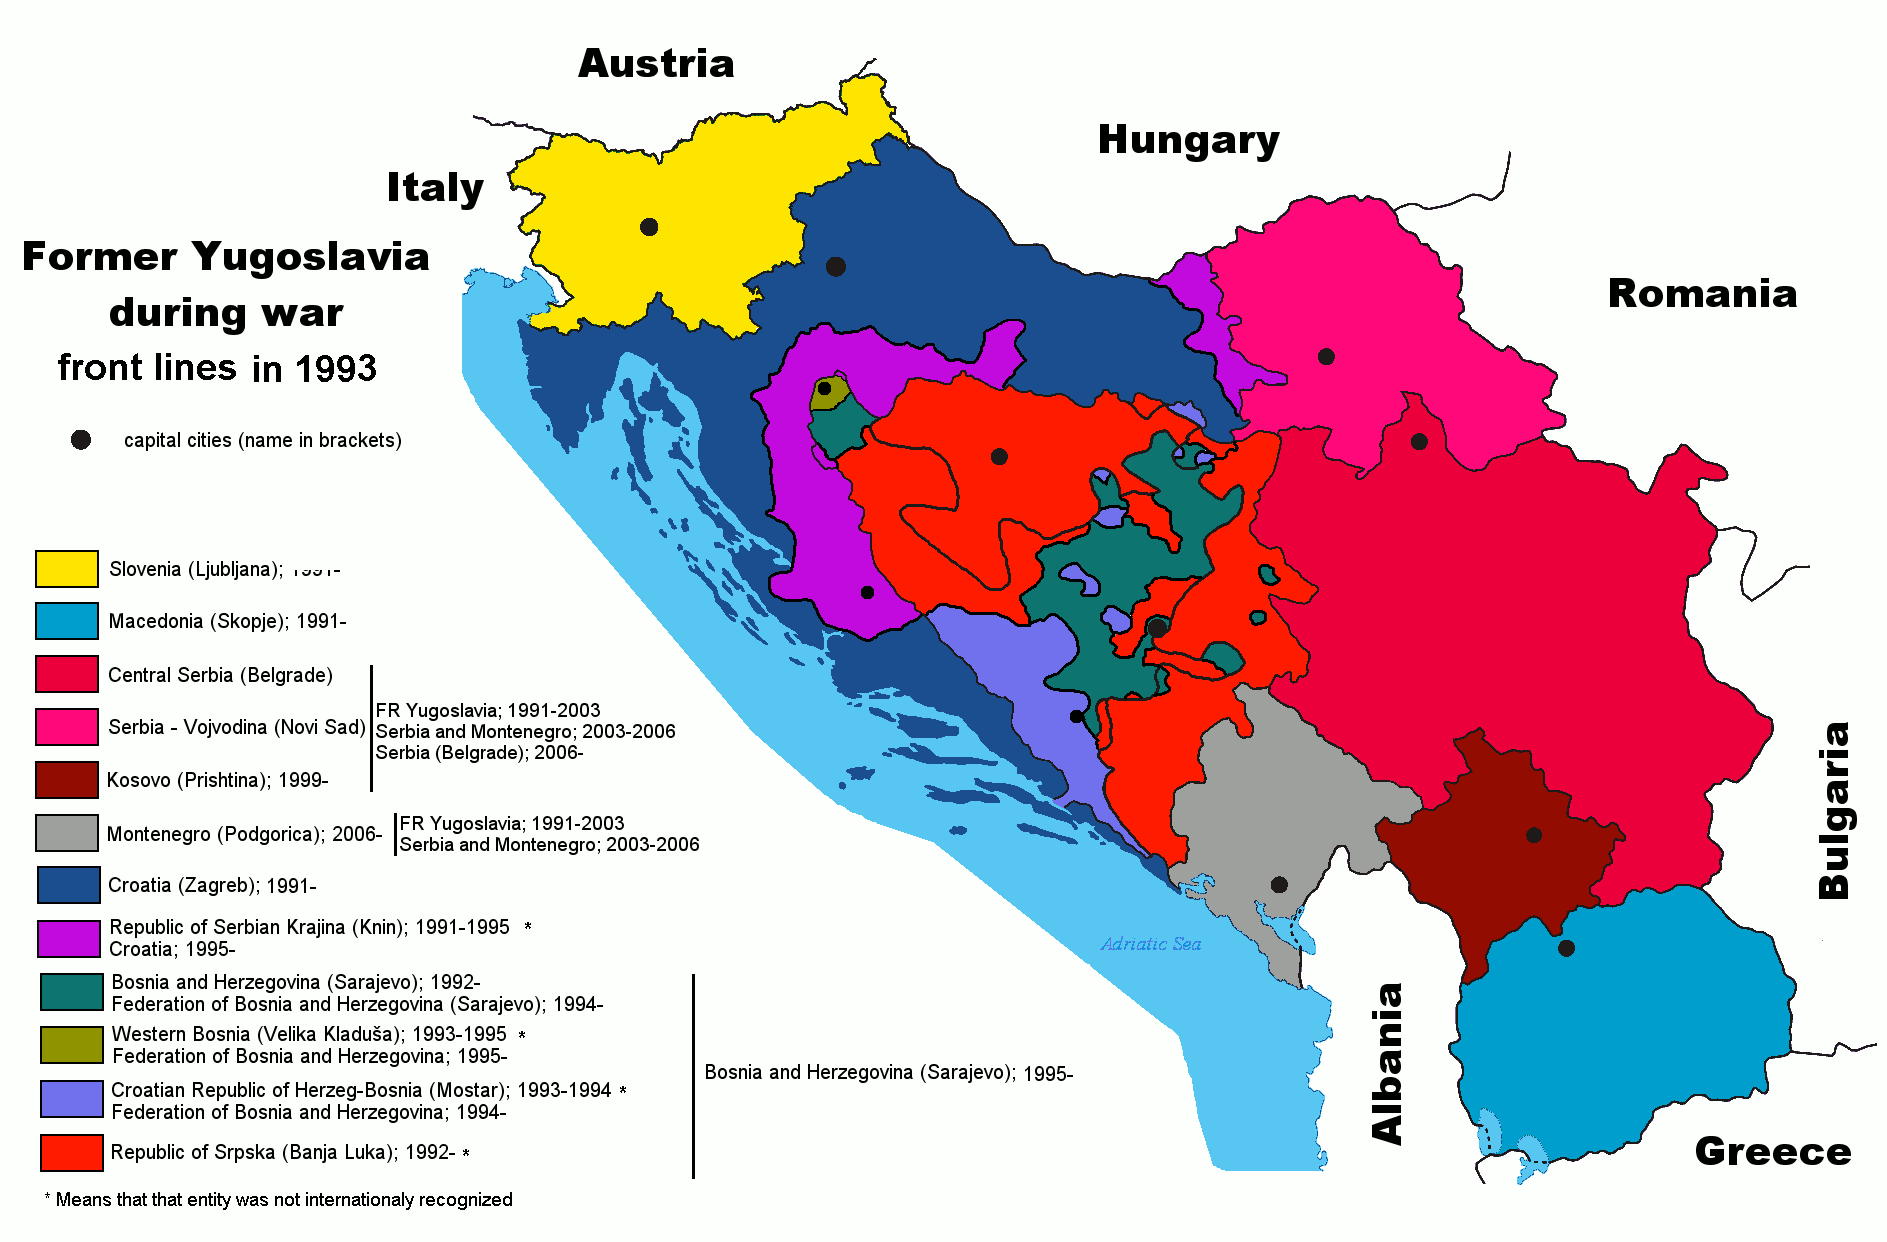 Austria
Hungary
Italy
Former Yugoslavia
during war
front lines in 1993
Romania
capital cities (name in brackets)
Slovenia (Ljubljana); 1991-
Macedonia (Skopje); 1991-
Central Serbia (Belgrade)
Serbia - Vojvodina (Novi Sad)
Kosovo (Prishtina); 1999-
FR Yugoslavia; 1991-2003
Serbia and Montenegro; 2003-2006
Serbia (Belgrade); 2006-
Montenegro (Podgorica); 2006-
FR Yugoslavia; 1991-2003
Serbia and Montenegro; 2003-2006
Croatia (Zagreb); 1991-
Republic of Serbian Krajina (Knin); 1991-1995 *
Croatia; 1995-
Bosnia and Herzegovina (Sarajevo); 1992-
Federation of Bosnia and Herzegovina (Sarajevo); 1994-
Western Bosnia (Velika Kladuša); 1993-1995 *
Federation of Bosnia and Herzegovina; 1995-
Croatian Republic of Herzeg-Bosnia (Mostar); 1993-1994 *
Federation of Bosnia and Herzegovina; 1994-
Republic of Srpska (Banja Luka); 1992- *
Bosnia and Herzegovina (Sarajevo); 1995-
* Means that that entity was not internationaly recognized
Adriatic Sea
Bulgaria
Albania
Greece